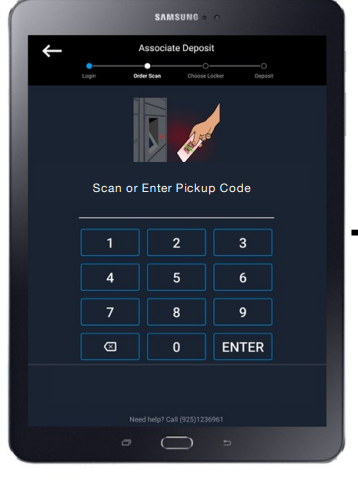 SAMSUNG
Associate Deposit
Login Order Scan Choose Locker Deposit
Scan or Enter Pickup Code
1 2 3
4 5 6
7 8 9
0 ENTER
Need help? Call (925)1236961